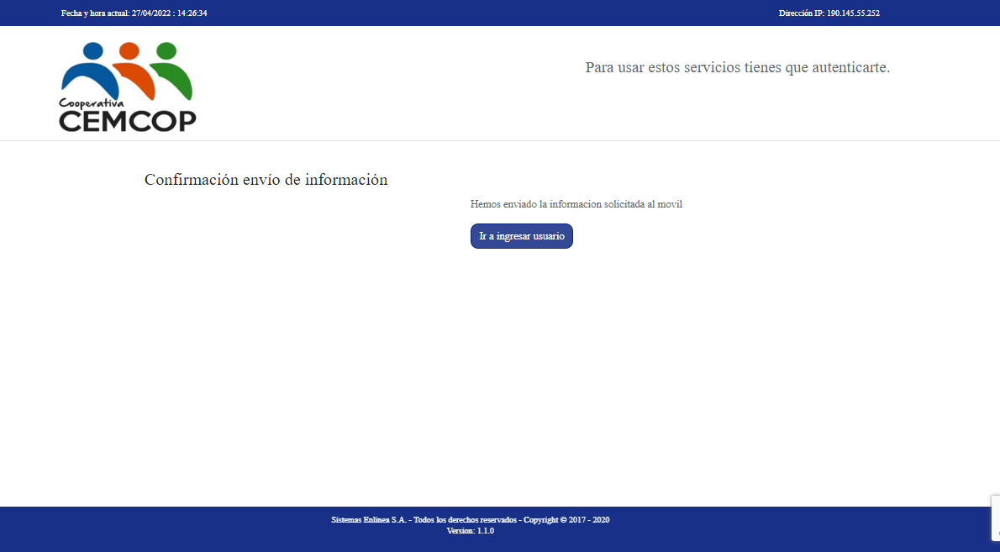 Fecha y hora actual: 27/04/2022 : 14:26:34
Dirección IP: 190.145.55.252
Cooperativa
CEMCOP
Para usar estos servicios tienes que autenticarte.
Confirmación envío de información
Hemos enviado la informacion solicitada al movil
Ir a ingresar usuario
Sistemas Enlinea S.A. - Todos los derechos reservados - Copyright © 2017 - 2020
Version: 1.1.0